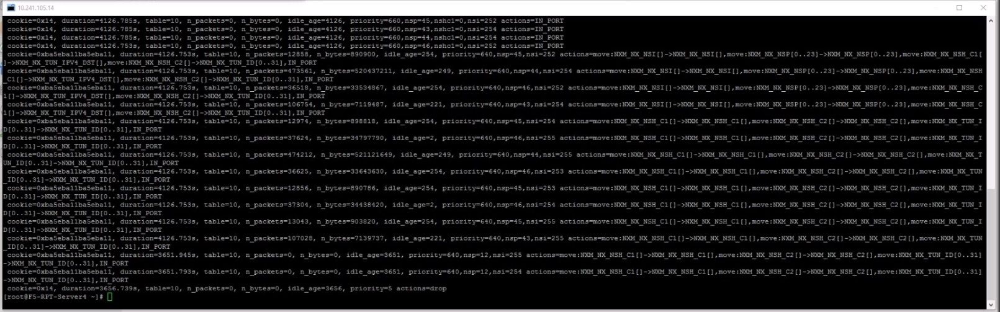 10.241.105.14
cookie=0x14, duration=4126.785s, table=10, n_packets=0, n_bytes=0, idle_age=4126, priority=660,nsp=45,nshc1=0,nsi=252 actions=IN_PORT
cookie=0x14, duration=4126.785s, table=10, n_packets=0, n_bytes=0, idle_age=4126, priority=660,nsp=43,nshc1=0,nsi=254 actions=IN_PORT
cookie=0x14, duration=4126.785s, table=10, n_packets=0, n_bytes=0, idle_age=4126, priority=660,nsp=44,nshc1=0,nsi=254 actions=IN_PORT
cookie=0x14, duration=4126.753s, table=10, n_packets=0, n_bytes=0, idle_age=4126, priority=660,nsp=46,nshc1=0,nsi=252 actions=IN_PORT
cookie=0xba5eba11ba5eba11, duration=4126.753s, table=10, n_packets=12858, n_bytes=890900, idle_age=254, priority=640,nsp=45,nsi=252 actions=move:NXM_NX_NSI[]->NXM_NX_NSI[],move:NXM_NX_NSP[0..23]->NXM_NX_NSP[0..23],move:NXM_NX_NSH_C1[
]->NXM_NX_TUN_IPV4_DST[],move:NXM_NX_NSH_C2[]->NXM_NX_TUN_ID[0..31],IN_PORT
cookie=0xba5eba11ba5eba11, duration=4126.753s, table=10, n_packets=473561, n_bytes=520437211, idle_age=249, priority=640,nsp=44,nsi=254 actions=move:NXM_NX_NSI[]->NXM_NX_NSI[],move:NXM_NX_NSP[0..23]->NXM_NX_NSP[0..23],move:NXM_NX_NSH
_C1[]->NXM_NX_TUN_IPV4_DST[],move:NXM_NX_NSH_C2[]->NXM_NX_TUN_ID[0..31],IN_PORT
cookie=0xba5eba11ba5eba11, duration=4126.753s, table=10, n_packets=36518, n_bytes=33534867, idle_age=254, priority=640,nsp=46,nsi=252 actions=move:NXM_NX_NSI[]->NXM_NX_NSI[],move:NXM_NX_NSP[0..23]->NXM_NX_NSP[0..23],move:NXM_NX_NSH_C
1[]->NXM_NX_TUN_IPV4_DST[],move:NXM_NX_NSH_C2[]->NXM_NX_TUN_ID[0..31],IN_PORT
cookie=0xba5eba11ba5eba11, duration=4126.753s, table=10, n_packets=106754, n_bytes=7119487, idle_age=221, priority=640,nsp=43,nsi=254 actions=move:NXM_NX_NSI[]->NXM_NX_NSI[],move:NXM_NX_NSP[0..23]->NXM_NX_NSP[0..23],move:NXM_NX_NSH_C
1[]->NXM_NX_TUN_IPV4_DST[],move:NXM_NX_NSH_C2[]->NXM_NX_TUN_ID[0..31],IN_PORT
cookie=0xba5eba11ba5eba11, duration=4126.753s, table=10, n_packets=12974, n_bytes=898818, idle_age=254, priority=640,nsp=45,nsi=254 actions=move:NXM_NX_NSH_C1[]->NXM_NX_NSH_C1[],move:NXM_NX_NSH_C2[]->NXM_NX_NSH_C2[],move:NXM_NX_TUN_I
D[0..31]->NXM_NX_TUN_ID[0..31],IN_PORT
cookie=0xba5eba11ba5eba11, duration=4126.753s, table=10, n_packets=37624, n_bytes=34797790, idle_age=2, priority=640,nsp=46,nsi=255 actions=move:NXM_NX_NSH_C1[]->NXM_NX_NSH_C1[],move:NXM_NX_NSH_C2[]->NXM_NX_NSH_C2[],move:NXM_NX_TUN_I
D[0..31]->NXM_NX_TUN_ID[0..31],IN_PORT
cookie=0xba5eba11ba5eba11, duration=4126.753s, table=10, n_packets=474212, n_bytes=521121649, idle_age=249, priority=640,nsp=44,nsi=255 actions=move:NXM_NX_NSH_C1[]->NXM_NX_NSH_C1[],move:NXM_NX_NSH_C2[]->NXM_NX_NSH_C2[],move:NXM_NX_T
UN_ID[0..31]->NXM_NX_TUN_ID[0..31],IN_PORT
cookie=0xba5eba11ba5eba11, duration=4126.753s, table=10, n_packets=36625, n_bytes=33643630, idle_age=254, priority=640,nsp=46,nsi=253 actions=move:NXM_NX_NSH_C1[]->NXM_NX_NSH_C1[],move:NXM_NX_NSH_C2[]->NXM_NX_NSH_C2[],move:NXM_NX_TUN
_ID[0..31]->NXM_NX_TUN_ID[0..31],IN_PORT
cookie=0xba5eba11ba5eba11, duration=4126.753s, table=10, n_packets=12856, n_bytes=890786, idle_age=254, priority=640,nsp=45,nsi=253 actions=move:NXM_NX_NSH_C1[]->NXM_NX_NSH_C1[],move:NXM_NX_NSH_C2[]->NXM_NX_NSH_C2[],move:NXM_NX_TUN_I
D[0..31]->NXM_NX_TUN_ID[0..31],IN_PORT
cookie=0xba5eba11ba5eba11, duration=4126.753s, table=10, n_packets=37304, n_bytes=34438420, idle_age=2, priority=640,nsp=46,nsi=254 actions=move:NXM_NX_NSH_C1[]->NXM_NX_NSH_C1[],move:NXM_NX_NSH_C2[]->NXM_NX_NSH_C2[],move:NXM_NX_TUN_I
D[0..31]->NXM_NX_TUN_ID[0..31],IN_PORT
cookie=0xba5eba11ba5eba11, duration=4126.753s, table=10, n_packets=13043, n_bytes=903820, idle_age=254, priority=640,nsp=45,nsi=255 actions=move:NXM_NX_NSH_C1[]->NXM_NX_NSH_C1[],move:NXM_NX_NSH_C2[]->NXM_NX_NSH_C2[],move:NXM_NX_TUN_I
D[0..31]->NXM_NX_TUN_ID[0..31],IN_PORT
cookie=0xba5eba11ba5eba11, duration=4126.753s, table=10, n_packets=107028, n_bytes=7139737, idle_age=221, priority=640,nsp=43,nsi=255 actions=move:NXM_NX_NSH_C1[]->NXM_NX_NSH_C1[],move:NXM_NX_NSH_C2[]->NXM_NX_NSH_C2[],move:NXM_NX_TUN
_ID[0..31]->NXM_NX_TUN_ID[0..31],IN_PORT
cookie=0xba5eba11ba5eba11, duration=3651.945s, table=10, n_packets=0, n_bytes=0, idle_age=3651, priority=640,nsp=12,nsi=255 actions=move:NXM_NX_NSH_C1[]->NXM_NX_NSH_C1[],move:NXM_NX_NSH_C2[]->NXM_NX_NSH_C2[],move:NXM_NX_TUN_ID[0..31]
->NXM_NX_TUN_ID[0..31],IN_PORT
cookie=0xba5eba11ba5eba11, duration=3651.793s, table=10, n_packets=0, n_bytes=0, idle_age=3651, priority=640,nsp=12,nsi=254 actions=move:NXM_NX_NSH_C1[]->NXM_NX_NSH_C1[],move:NXM_NX_NSH_C2[]->NXM_NX_NSH_C2[],move:NXM_NX_TUN_ID[0..31]
->NXM_NX_TUN_ID[0..31],IN_PORT
cookie=0x14, duration=3656.739s, table=10, n_packets=0, n_bytes=0, idle_age=3656, priority=5 actions=drop
[root@F5-RPT-Server4 ~]#